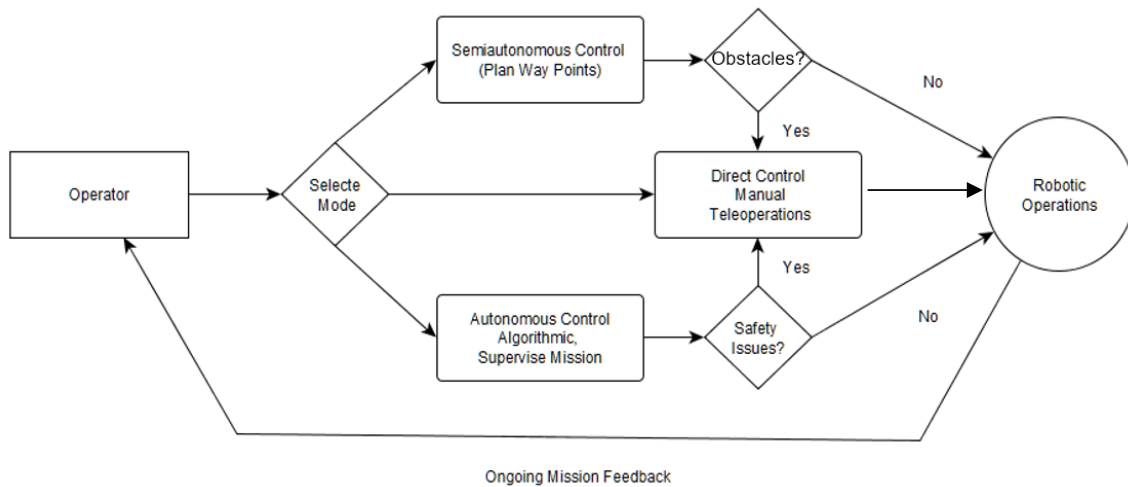 Semiautonomous Control
(Plan Way Points)
Obstacles?
No
Yes
Operator
Selecte
Mode
Direct Control
Manual
Teleoperations
Robotic
Operations
Yes
Autonomous Control
Algorithmic,
Supervise Mission
Safety
Issues?
No
Ongoing Mission Feedback